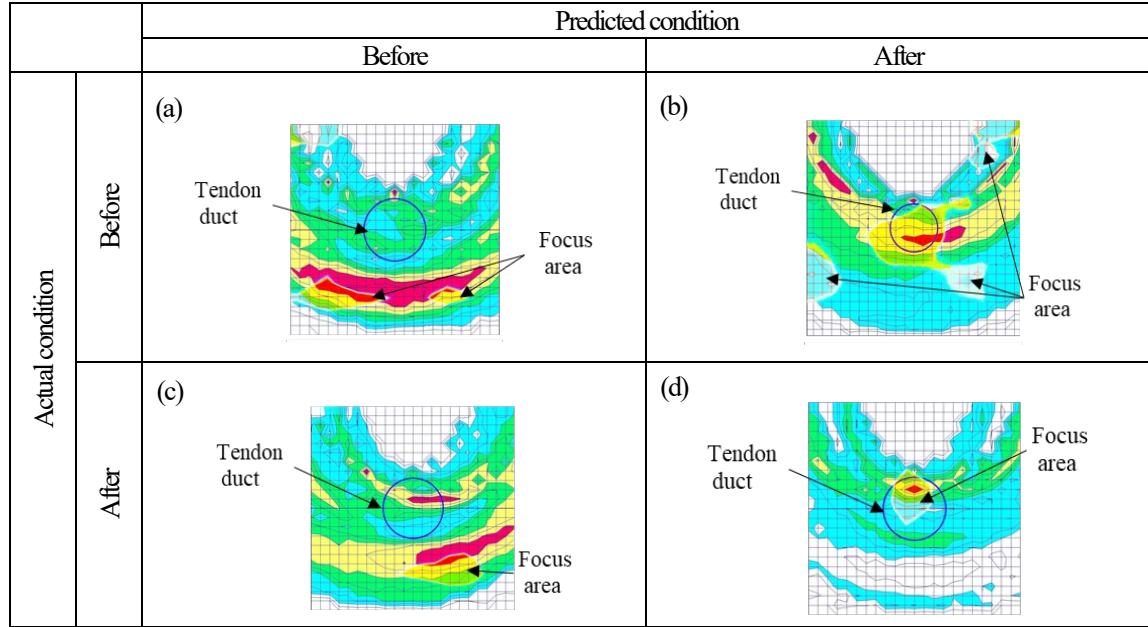 Predicted condition
Before
After
Actual condition
Before
(a)
Tendon
duct
Focus
area
(b)
Tendon
duct
Focus
area
After
(c)
Tendon
duct
Focus
area
(d)
Tendon
duct
Focus
area